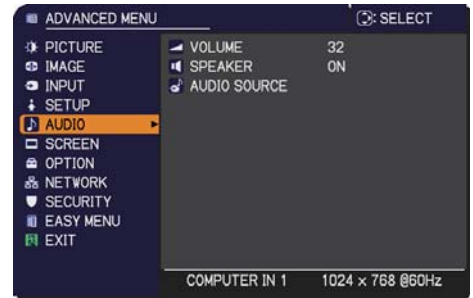 ADVANCED MENU : SELECT
PICTURE
IMAGE
INPUT
SETUP
AUDIO
SCREEN
OPTION
NETWORK
SECURITY
EASY MENU
EXIT
VOLUME 32
SPEAKER ON
AUDIO SOURCE
COMPUTER IN 1 1024 x 768 @60Hz